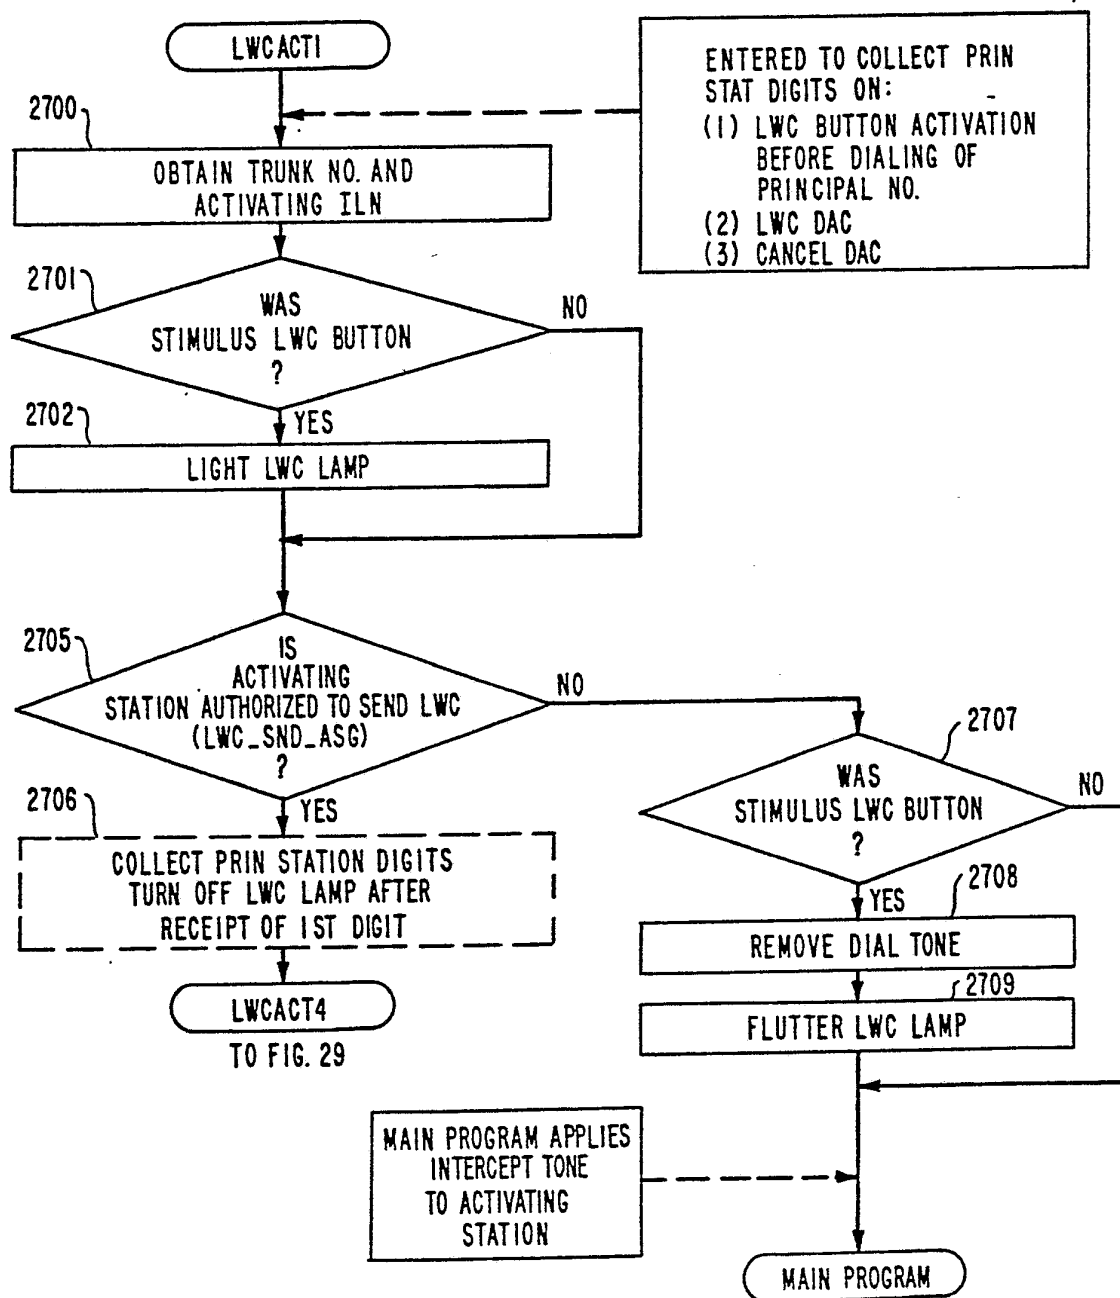 LWCACT1
ENTERED TO COLLECT PRIN
STAT DIGITS ON:
(1) LWC BUTTON ACTIVATION
BEFORE DIALING OF
PRINCIPAL NO.
(2) LWC DAC
(3) CANCEL DAC
2700
OBTAIN TRUNK NO. AND
ACTIVATING ILN
2701
WAS
STIMULUS LWC BUTTON
?
NO
YES
2702
LIGHT LWC LAMP
2705
IS
ACTIVATING
STATION AUTHORIZED TO SEND LWC
(LWC_SND_ASG)
?
NO
YES
2706
COLLECT PRIN STATION DIGITS
TURN OFF LWC LAMP AFTER
RECEIPT OF 1ST DIGIT
LWCACT4
TO FIG. 29
2707
WAS
STIMULUS LWC BUTTON
?
NO
YES
2708
REMOVE DIAL TONE
2709
FLUTTER LWC LAMP
MAIN PROGRAM APPLIES
INTERCEPT TONE
TO ACTIVATING
STATION
MAIN PROGRAM